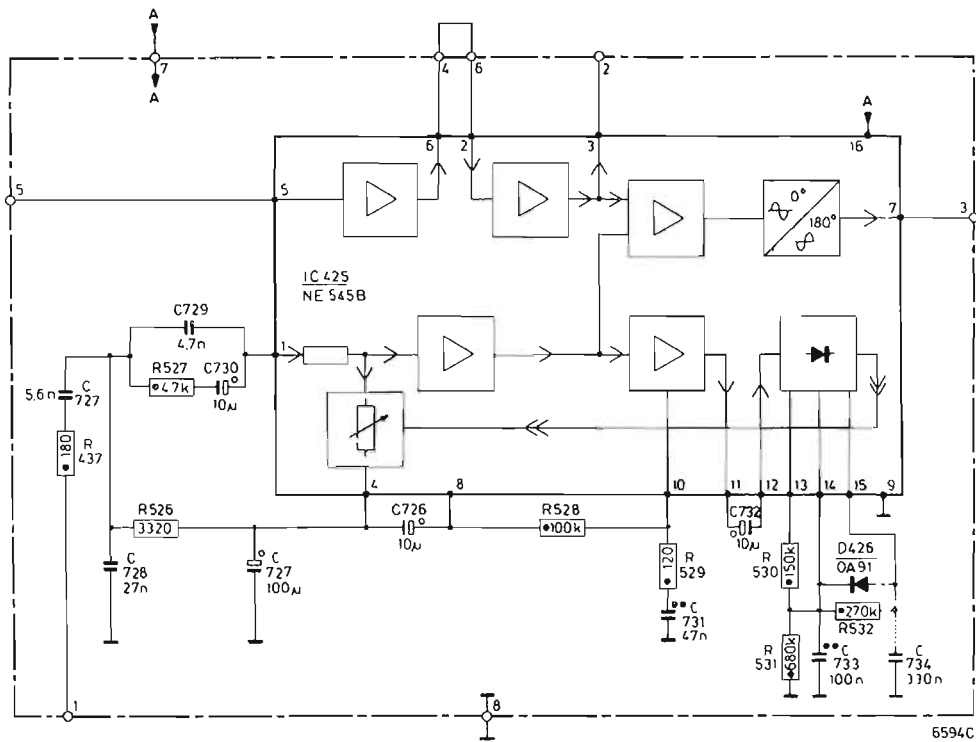 A
7
A
4
6
2
6
2
3
A
16
5
5
0°
180°
7
3
IC 425
NE 545B
C729
4,7n
R527
47k
C730
10µ
1
5,6n
C
727
180
R
437
4
8
10
11
12
13
14
15
9
R526
3320
C726
10µ
R528
100k
C732
10µ
C
728
27n
C
727
100µ
120
R
529
C
731
47n
R
530
150k
D426
OA91
270k
R532
R
531
680k
C
733
100n
C
734
330n
1
8
6594C